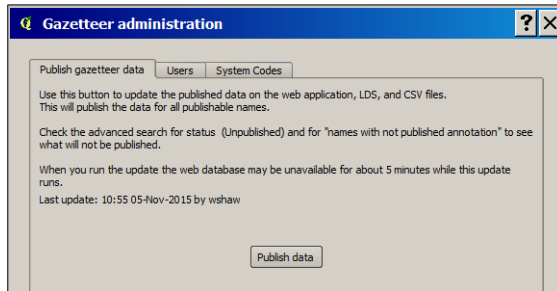 Gazetteer administration ? X
Publish gazetteer data Users System Codes
Use this button to update the published data on the web application, LDS, and CSV files.
This will publish the data for all publishable names.
Check the advanced search for status (Unpublished) and for "names with not published annotation" to see
what will not be published.
When you run the update the web database may be unavailable for about 5 minutes while this update
runs.
Last update: 10:55 05-Nov-2015 by wshaw
Publish data